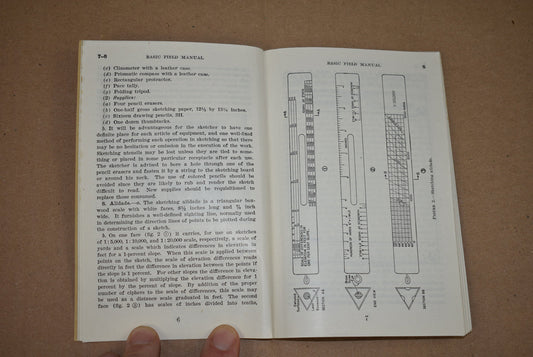 7-8 BASIC FIELD MANUAL
(c) Clinometer with a leather case.
(d) Prismatic compass with a leather case.
(e) Rectangular protractor.
(f) Pace tally.
(g) Folding tripod.
(2) Supplies:
(a) Four pencil erasers.
(b) One-half gross sketching paper, 12½ by 13½ inches.
(c) Sixteen drawing pencils, 3H.
(d) One dozen thumbtacks.
b. It will be advantageous for the sketcher to have one
definite place for each article of equipment, and one well-fixed
method of performing each operation in sketching so that there
may be no hesitation or omission in the execution of the work.
Sketching utensils may be lost unless they are tied to some-
thing or placed in some particular receptacle after each use.
The sketcher is advised to bore a hole through one of the
pencil erasers and fasten it by a string to the sketching board
or around his neck. The use of colored pencils should be
avoided since they are likely to rub and render the sketch
difficult to read. New supplies should be requisitioned to
replace those consumed.
8. Alidade.—a. The sketching alidade is a triangular box-
wood scale with white faces, 8½ inches long and ¾ inch
wide. It furnishes a well-defined sighting line, normally used
in determining the direction lines of points to be plotted during
the construction of a sketch.
b. On one face (fig. 2 ①) it carries, for use on sketches
of 1:5,000, 1:10,000, and 1:20,000 scale, respectively, a scale of
yards and a scale which indicates differences in elevation in
feet for a 1-percent slope. When this scale is applied between
points on the sketch, the scale of elevation difference reads
directly in feet the difference in elevation between the points if
the slope is 1 percent. For other slopes the difference in eleva-
tion is obtained by multiplying the elevation difference for 1
percent by the percent of slope. By addition of the proper
number of ciphers to the scale of differences, this scale may
be used as a distance scale graduated in feet. The second
face (fig. 2 ②) has scales of inches divided into tenths,
6
BASIC FIELD MANUAL 8
FIGURE 2.—Sketching alidade.
7